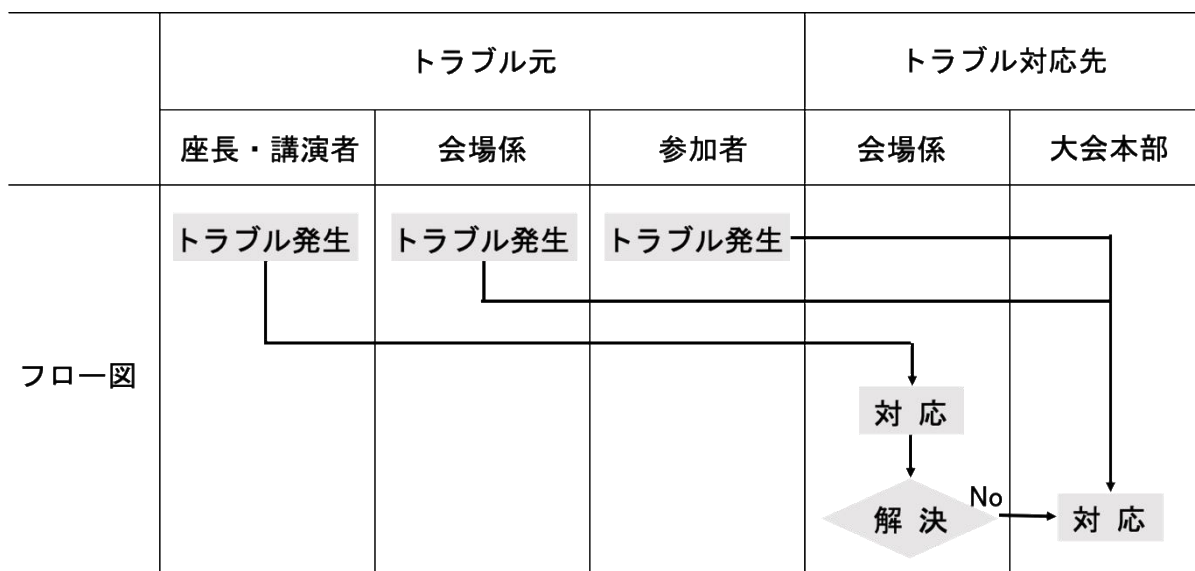 トラブル元
トラブル対応先
座長・講演者
会場係
参加者
会場係
大会本部
フロー図
トラブル発生
トラブル発生
トラブル発生
対 応
解 決
No
対 応